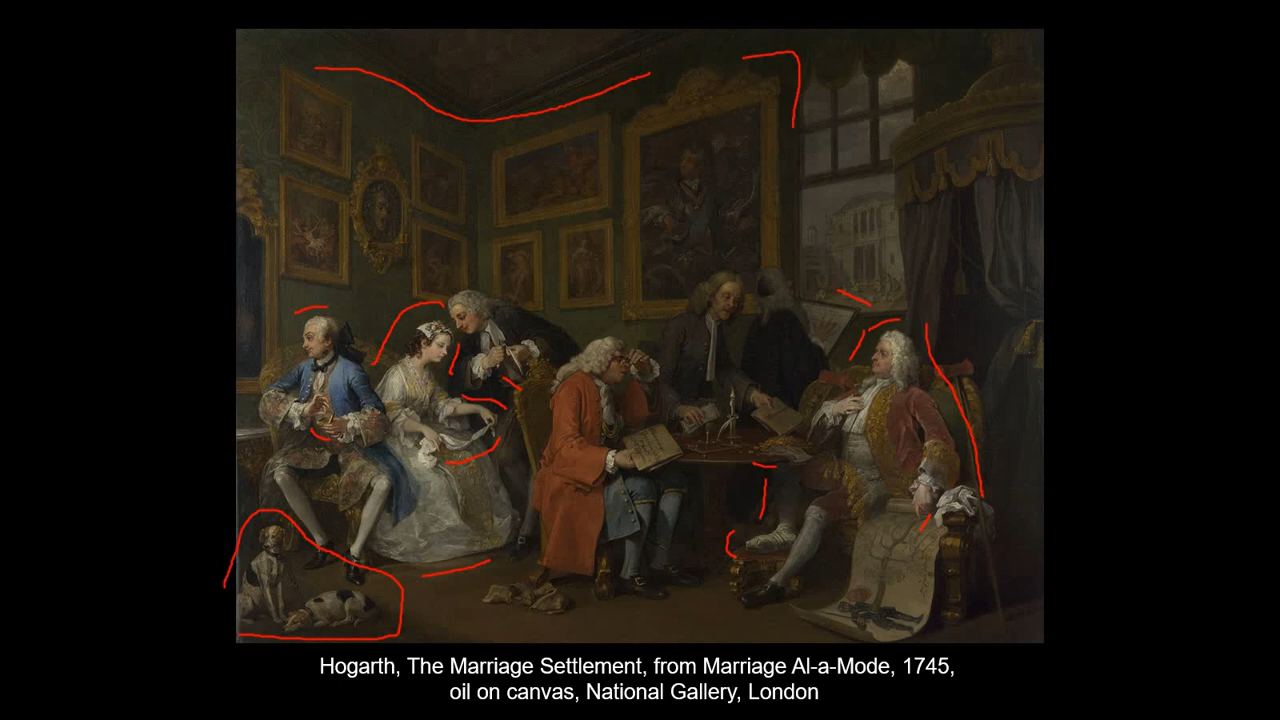 Hogarth, The Marriage Settlement, from Marriage Al-a-Mode, 1745,
oil on canvas, National Gallery, London